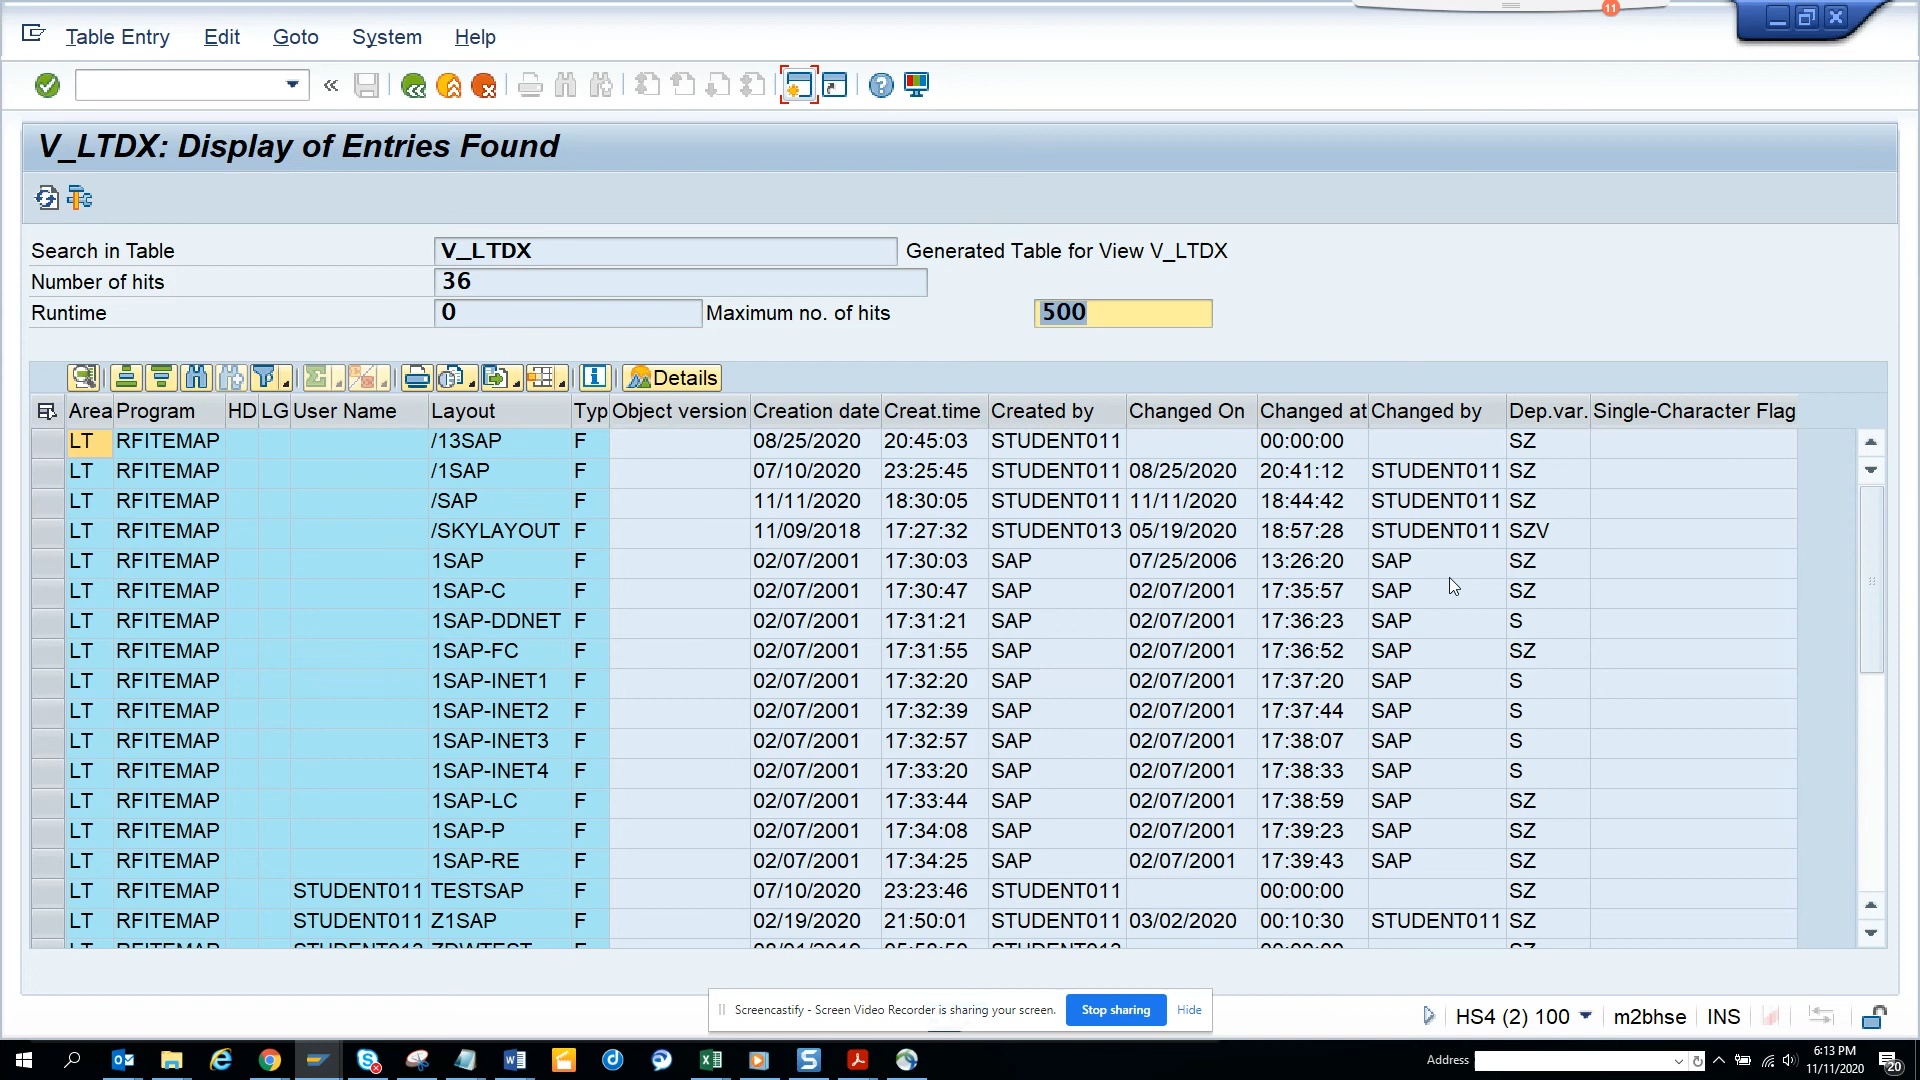 11
Table Entry Edit Goto System Help
V_LTDX: Display of Entries Found
Search in Table V_LTDX Generated Table for View V_LTDX
Number of hits 36
Runtime 0 Maximum no. of hits 500
Details
Area Program HD LG User Name Layout Typ Object version Creation date Creat.time Created by Changed On Changed at Changed by Dep.var. Single-Character Flag
LT RFITEMAP /13SAP F 08/25/2020 20:45:03 STUDENT011 00:00:00 SZ
LT RFITEMAP /1SAP F 07/10/2020 23:25:45 STUDENT011 08/25/2020 20:41:12 STUDENT011 SZ
LT RFITEMAP /SAP F 11/11/2020 18:30:05 STUDENT011 11/11/2020 18:44:42 STUDENT011 SZ
LT RFITEMAP /SKYLAYOUT F 11/09/2018 17:27:32 STUDENT013 05/19/2020 18:57:28 STUDENT011 SZV
LT RFITEMAP 1SAP F 02/07/2001 17:30:03 SAP 07/25/2006 13:26:20 SAP SZ
LT RFITEMAP 1SAP-C F 02/07/2001 17:30:47 SAP 02/07/2001 17:35:57 SAP SZ
LT RFITEMAP 1SAP-DDNET F 02/07/2001 17:31:21 SAP 02/07/2001 17:36:23 SAP S
LT RFITEMAP 1SAP-FC F 02/07/2001 17:31:55 SAP 02/07/2001 17:36:52 SAP SZ
LT RFITEMAP 1SAP-INET1 F 02/07/2001 17:32:20 SAP 02/07/2001 17:37:20 SAP S
LT RFITEMAP 1SAP-INET2 F 02/07/2001 17:32:39 SAP 02/07/2001 17:37:44 SAP S
LT RFITEMAP 1SAP-INET3 F 02/07/2001 17:32:57 SAP 02/07/2001 17:38:07 SAP S
LT RFITEMAP 1SAP-INET4 F 02/07/2001 17:33:20 SAP 02/07/2001 17:38:33 SAP S
LT RFITEMAP 1SAP-LC F 02/07/2001 17:33:44 SAP 02/07/2001 17:38:59 SAP SZ
LT RFITEMAP 1SAP-P F 02/07/2001 17:34:08 SAP 02/07/2001 17:39:23 SAP SZ
LT RFITEMAP 1SAP-RE F 02/07/2001 17:34:25 SAP 02/07/2001 17:39:43 SAP SZ
LT RFITEMAP STUDENT011 TESTSAP F 07/10/2020 23:23:46 STUDENT011 00:00:00 SZ
LT RFITEMAP STUDENT011 Z1SAP F 02/19/2020 21:50:01 STUDENT011 03/02/2020 00:10:30 STUDENT011 SZ
Screencastify - Screen Video Recorder is sharing your screen. Stop sharing Hide
HS4 (2) 100 m2bhse INS
Address 6:13 PM
11/11/2020 20